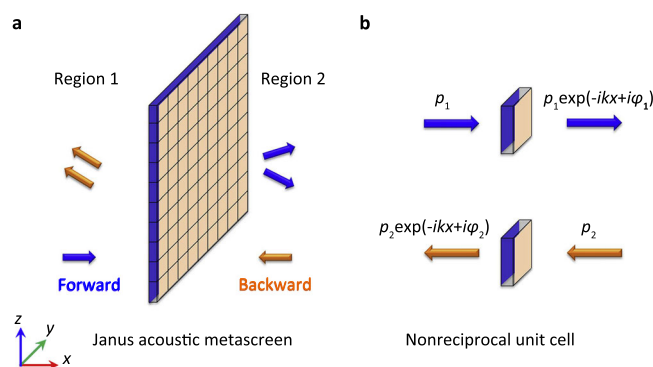 a
Region 1
Region 2
Forward
Backward
z
y
x
Janus acoustic metascreen
b
p₁
p₁exp(-ikx+iφ₁)
p₂exp(-ikx+iφ₂)
p₂
Nonreciprocal unit cell